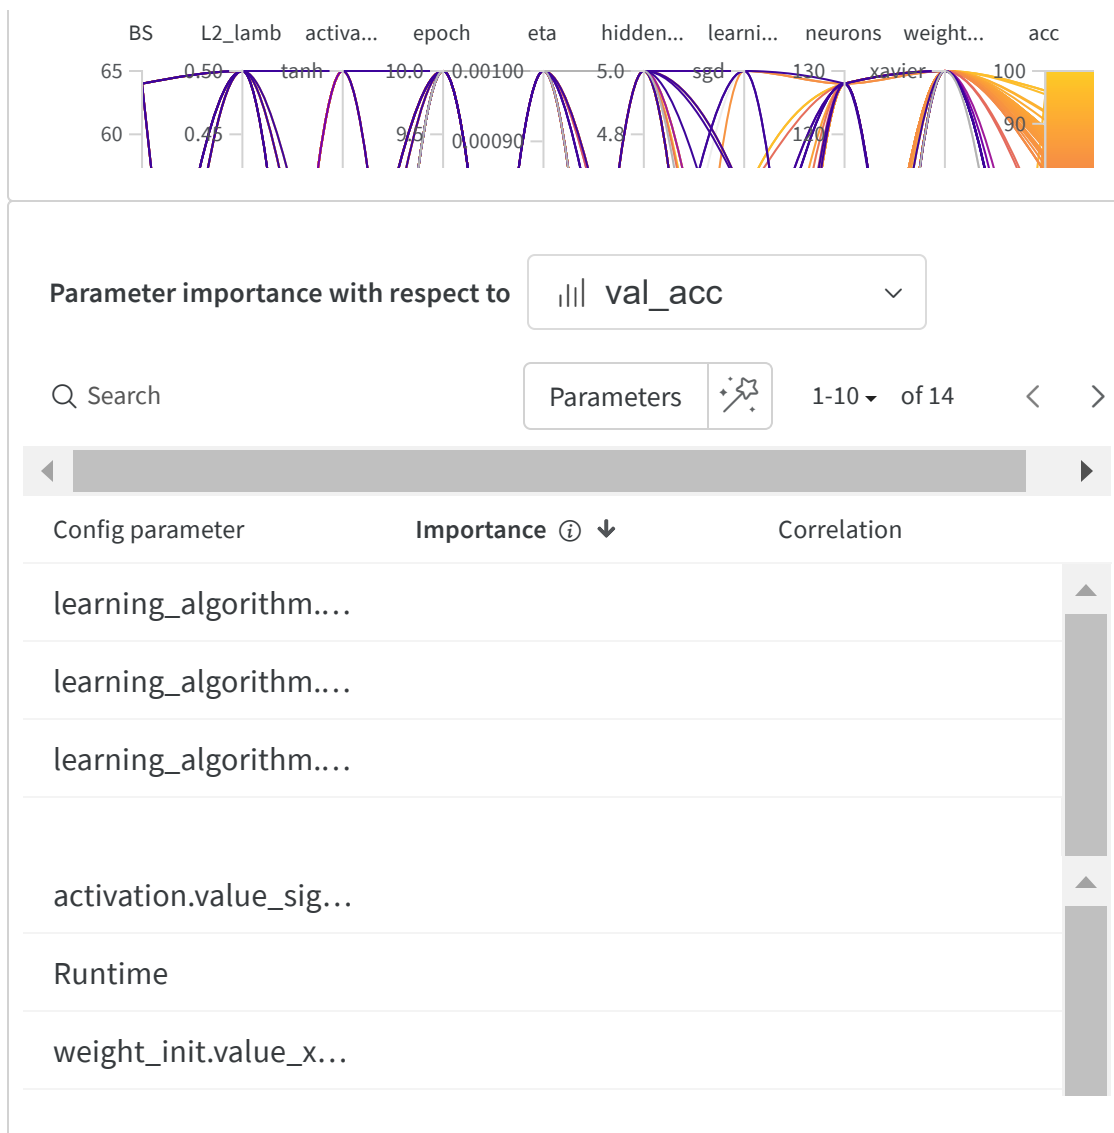 BS L2_lamb activa... epoch eta hidden... learni... neurons weight... acc
65 0.50 tanh 10.0 0.00100 5.0 sgd 130 xavier 100
60 0.45 9.5 0.00090 4.8 120 90
Parameter importance with respect to val_acc
Search Parameters 1-10 of 14
Config parameter Importance Correlation
learning_algorithm....
learning_algorithm....
learning_algorithm....
activation.value_sig...
Runtime
weight_init.value_x...